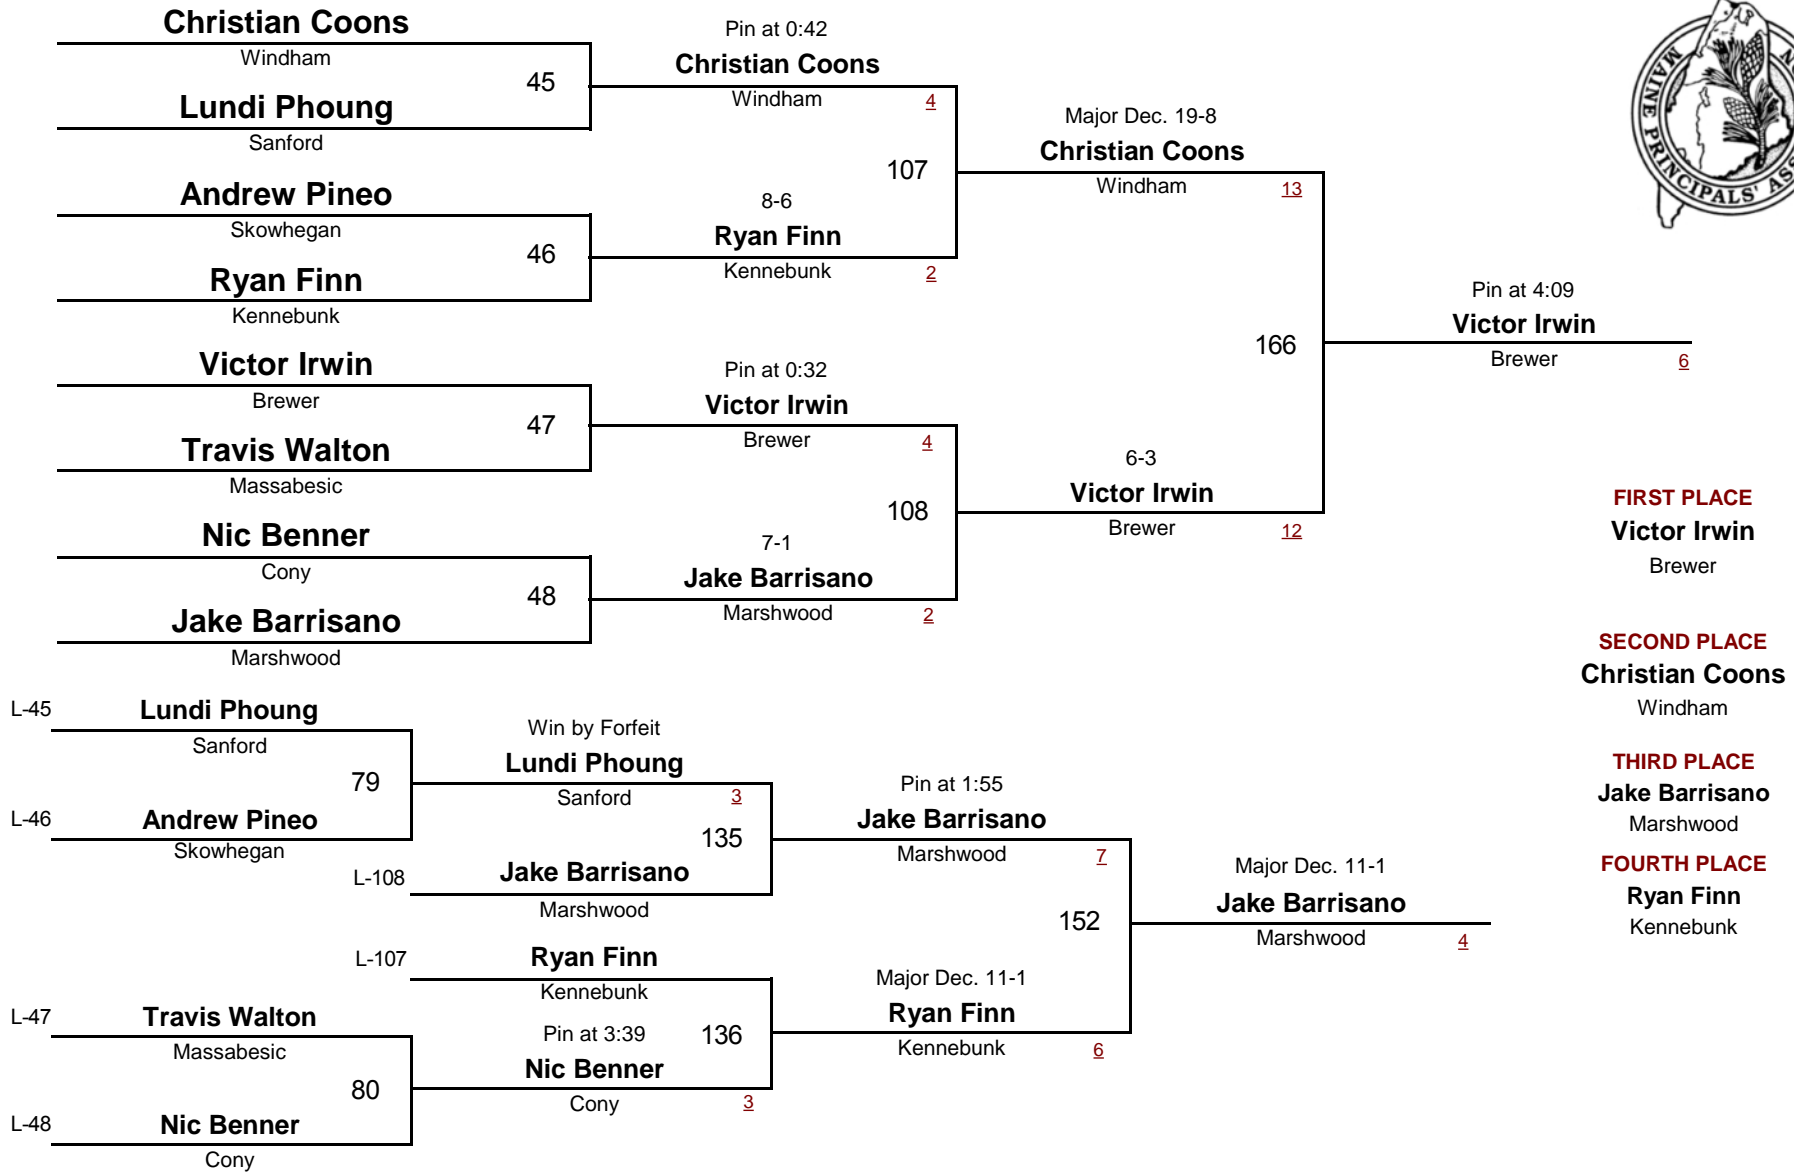 Christian Coons
Windham
45
Lundi Phoung
Sanford
Andrew Pineo
Skowhegan
46
Ryan Finn
Kennebunk
Victor Irwin
Brewer
47
Travis Walton
Massabesic
Nic Benner
Cony
48
Jake Barrisano
Marshwood
Pin at 0:42
Christian Coons
Windham
4
107
8-6
Ryan Finn
Kennebunk
2
Pin at 0:32
Victor Irwin
Brewer
4
108
7-1
Jake Barrisano
Marshwood
2
Major Dec. 19-8
Christian Coons
Windham
13
166
6-3
Victor Irwin
Brewer
12
Pin at 4:09
Victor Irwin
Brewer
6
MAINE PRINCIPALS'
FIRST PLACE
Victor Irwin
Brewer
SECOND PLACE
Christian Coons
Windham
THIRD PLACE
Jake Barrisano
Marshwood
FOURTH PLACE
Ryan Finn
Kennebunk
L-45
Lundi Phoung
Sanford
79
L-46
Andrew Pineo
Skowhegan
Win by Forfeit
Lundi Phoung
Sanford
3
135
L-108
Jake Barrisano
Marshwood
L-107
Ryan Finn
Kennebunk
136
L-47
Travis Walton
Massabesic
80
L-48
Nic Benner
Cony
Pin at 3:39
Nic Benner
Cony
3
Pin at 1:55
Jake Barrisano
Marshwood
7
152
Major Dec. 11-1
Ryan Finn
Kennebunk
6
Major Dec. 11-1
Jake Barrisano
Marshwood
4